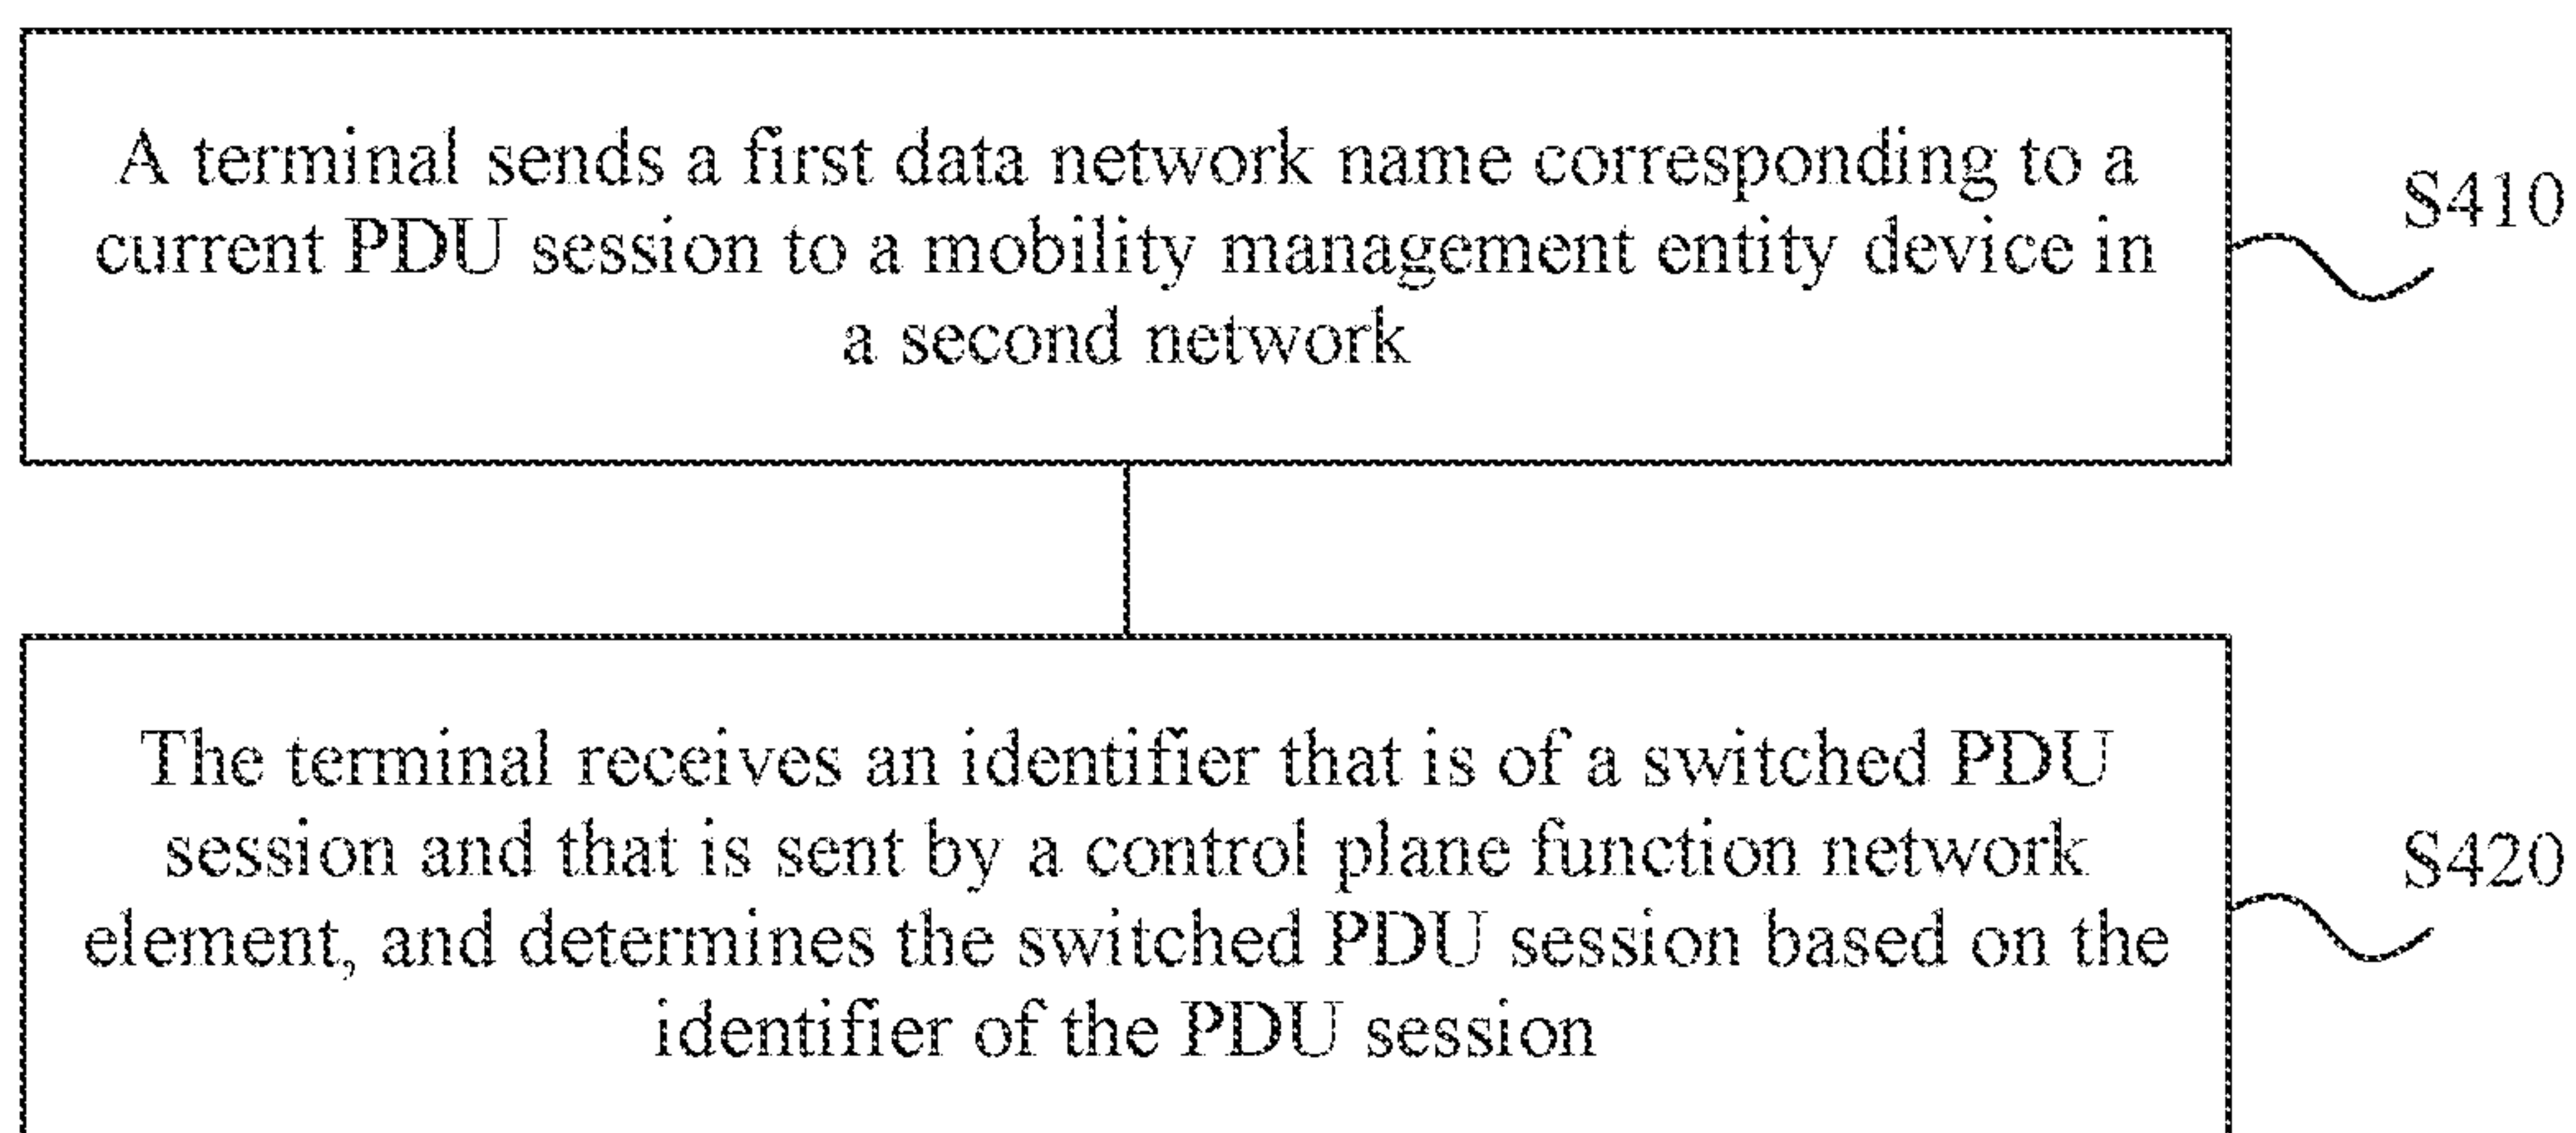 A terminal sends a first data network name corresponding to a
current PDU session to a mobility management entity device in
a second network
S410
The terminal receives an identifier that is of a switched PDU
session and that is sent by a control plane function network
element, and determines the switched PDU session based on the
identifier of the PDU session
S420